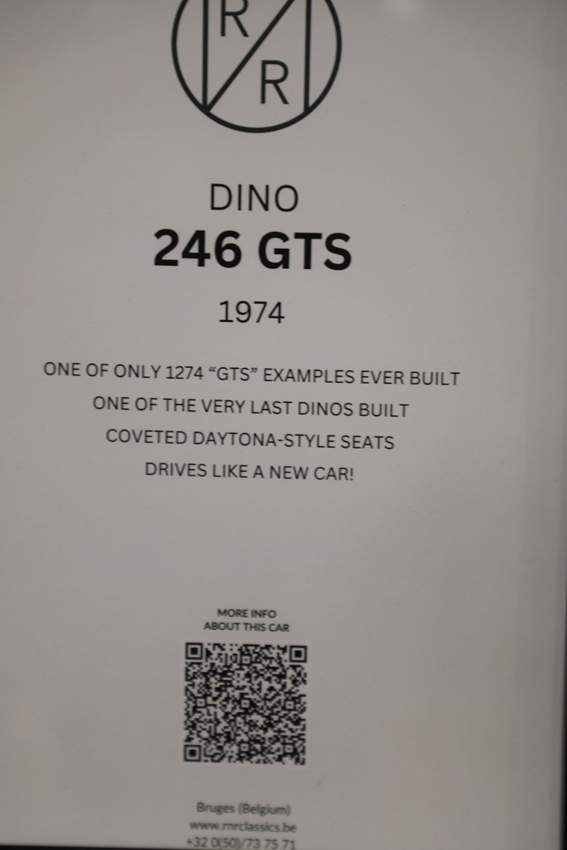 R
R
DINO
246 GTS
1974
ONE OF ONLY 1274 “GTS” EXAMPLES EVER BUILT
ONE OF THE VERY LAST DINOS BUILT
COVETED DAYTONA-STYLE SEATS
DRIVES LIKE A NEW CAR!
MORE INFO
ABOUT THIS CAR
Bruges (Belgium)
www.rnrclassics.be
+32 0(50)/73 75 71